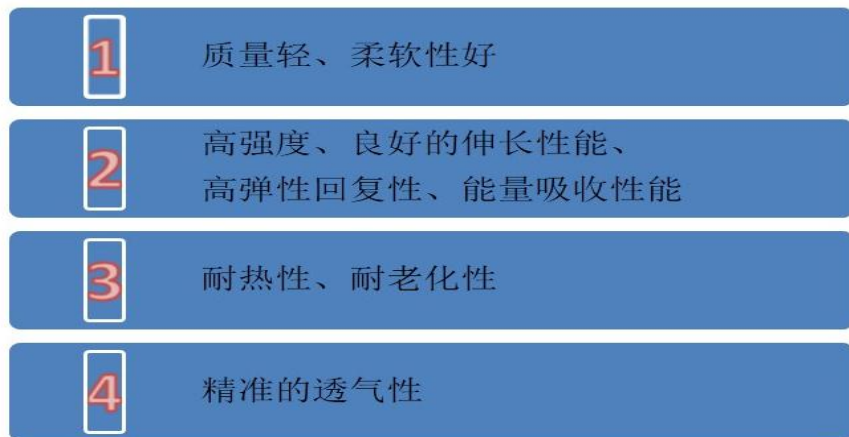 1
质量轻、柔软性好
2
高强度、良好的伸长性能、
高弹性回复性、能量吸收性能
3
耐热性、耐老化性
4
精准的透气性